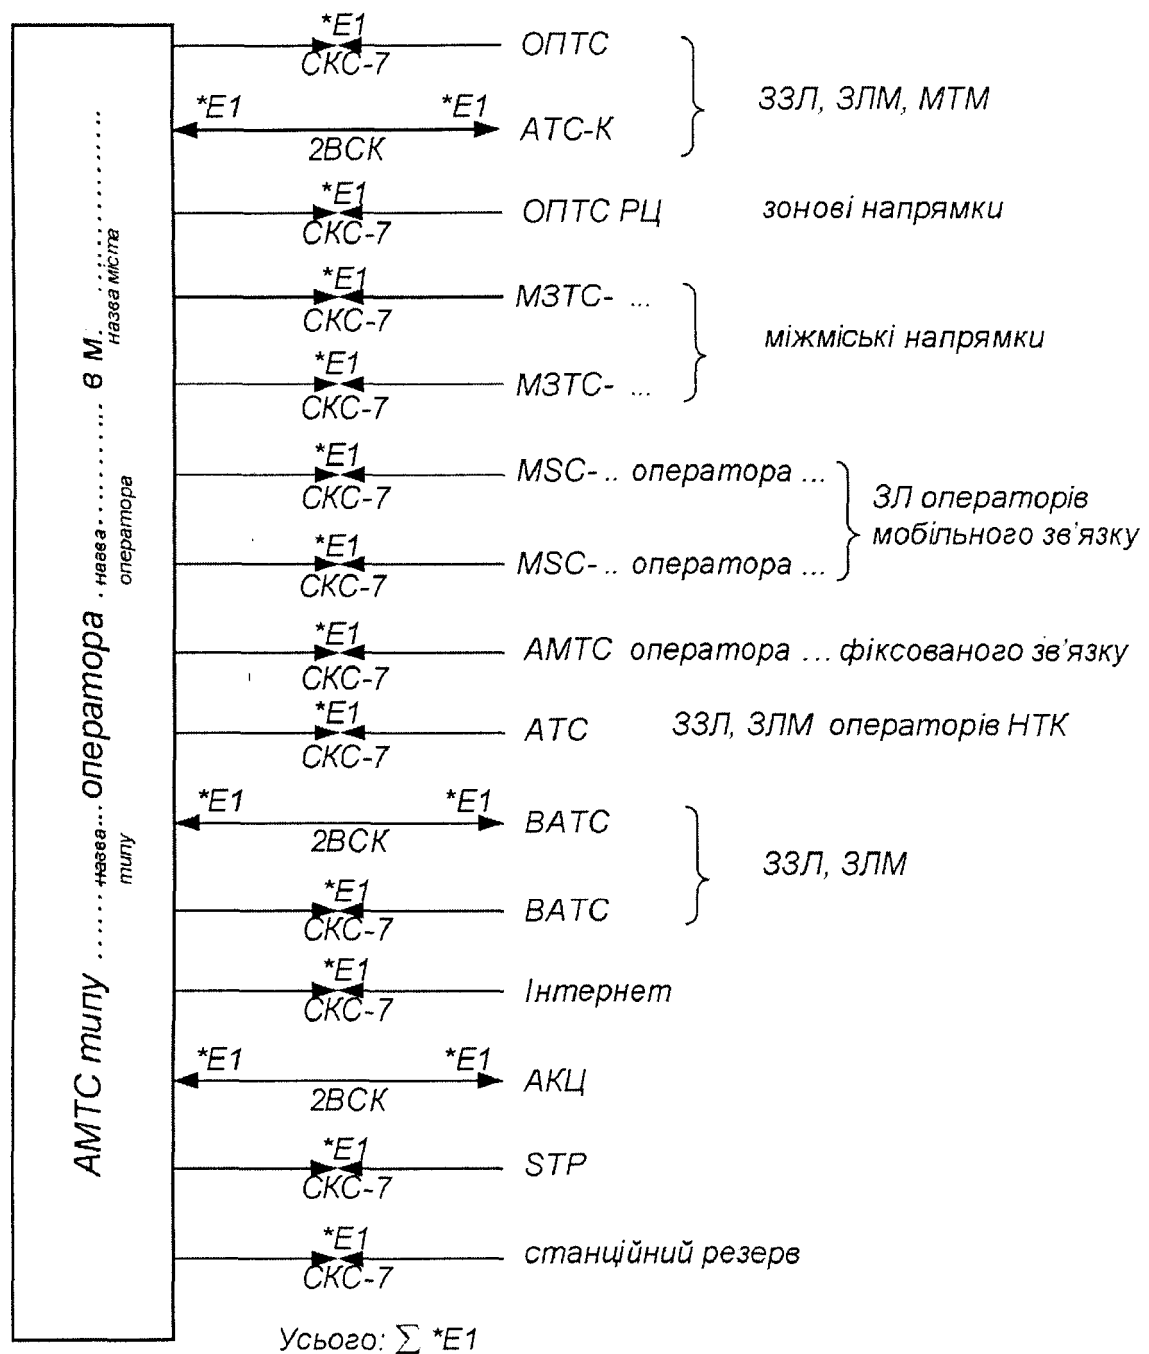 АМТС типу .......назва... оператора .назва........... в м. ...................
типу
оператора
назва міста
*Е1
СКС-7
ОПТС
*Е1
*Е1
2ВСК
АТС-К
ЗЗЛ, ЗЛМ, МТМ
*Е1
СКС-7
ОПТС РЦ
зонові напрямки
*Е1
СКС-7
МЗТС- ...
*Е1
СКС-7
МЗТС- ...
міжміські напрямки
*Е1
СКС-7
MSC- .. оператора ...
*Е1
СКС-7
MSC- .. оператора ...
ЗЛ операторів
мобільного зв'язку
*Е1
СКС-7
АМТС оператора ... фіксованого зв'язку
*Е1
СКС-7
АТС
ЗЗЛ, ЗЛМ операторів НТК
*Е1
*Е1
2ВСК
ВАТС
*Е1
СКС-7
ВАТС
ЗЗЛ, ЗЛМ
*Е1
СКС-7
Інтернет
*Е1
*Е1
2ВСК
АКЦ
*Е1
СКС-7
STP
*Е1
СКС-7
станційний резерв
Усього: ∑ *Е1